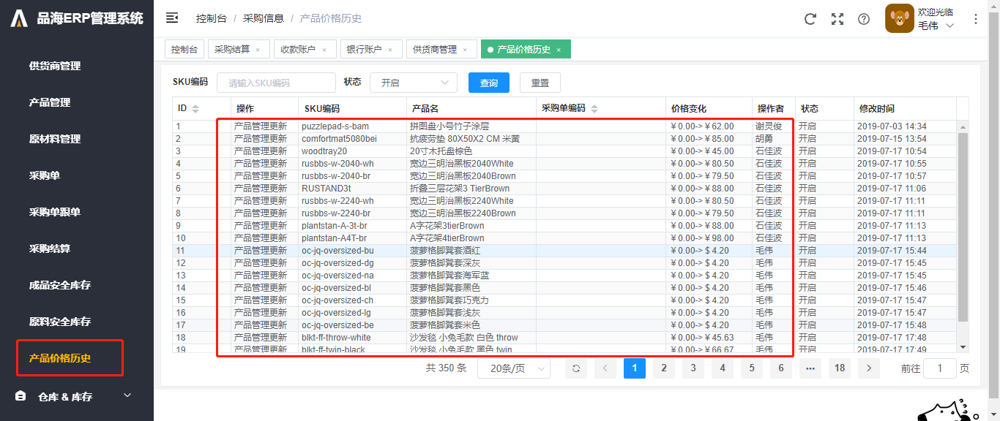 品海ERP管理系统
供货商管理
产品管理
原材料管理
采购单
采购单跟单
采购结算
成品安全库存
原料安全库存
产品价格历史
仓库 & 库存
控制台 / 采购信息 / 产品价格历史
欢迎光临
毛伟
控制台 采购结算 × 收款账户 × 银行账户 × 供货商管理 × 产品价格历史 ×
SKU编码 请输入SKU编码 状态 开启 查询 重置
ID 操作 SKU编码 产品名 采购单编码 价格变化 操作者 状态 修改时间
1 产品管理更新 puzzlepad-s-bam 拼图盘小号竹子涂层 ¥ 0.00->¥ 62.00 谢灵俊 开启 2019-07-03 14:34
2 产品管理更新 comfortmat5080bei 抗疲劳垫 80X50X2 CM 米黄 ¥ 0.00->¥ 85.00 胡勇 开启 2019-07-15 13:54
3 产品管理更新 woodtray20 20寸木托盘棕色 ¥ 0.00->¥ 45.00 石佳波 开启 2019-07-17 10:54
4 产品管理更新 rusbbs-w-2040-wh 宽边三明治黑板2040White ¥ 0.00->¥ 80.50 石佳波 开启 2019-07-17 10:55
5 产品管理更新 rusbbs-w-2040-br 宽边三明治黑板2040Brown ¥ 0.00->¥ 79.50 石佳波 开启 2019-07-17 10:57
6 产品管理更新 RUSTAND3t 折叠三层花架3 TierBrown ¥ 0.00->¥ 88.00 石佳波 开启 2019-07-17 11:06
7 产品管理更新 rusbbs-w-2240-wh 宽边三明治黑板2240White ¥ 0.00->¥ 80.50 石佳波 开启 2019-07-17 11:11
8 产品管理更新 rusbbs-w-2240-br 宽边三明治黑板2240Brown ¥ 0.00->¥ 79.50 石佳波 开启 2019-07-17 11:11
9 产品管理更新 plantstan-A-3t-br A字花架3tierBrown ¥ 0.00->¥ 88.00 石佳波 开启 2019-07-17 11:13
10 产品管理更新 plantstan-A4T-br A字花架4tierBrown ¥ 0.00->¥ 98.00 石佳波 开启 2019-07-17 11:13
11 产品管理更新 oc-jq-oversized-bu 菠萝格脚凳套酒红 ¥ 0.00->$ 4.20 毛伟 开启 2019-07-17 15:44
12 产品管理更新 oc-jq-oversized-dg 菠萝格脚凳套深灰 ¥ 0.00->$ 4.20 毛伟 开启 2019-07-17 15:45
13 产品管理更新 oc-jq-oversized-na 菠萝格脚凳套海军蓝 ¥ 0.00->$ 4.20 毛伟 开启 2019-07-17 15:45
14 产品管理更新 oc-jq-oversized-bl 菠萝格脚凳套黑色 ¥ 0.00->$ 4.20 毛伟 开启 2019-07-17 15:46
15 产品管理更新 oc-jq-oversized-ch 菠萝格脚凳套巧克力 ¥ 0.00->$ 4.20 毛伟 开启 2019-07-17 15:47
16 产品管理更新 oc-jq-oversized-lg 菠萝格脚凳套浅灰 ¥ 0.00->$ 4.20 毛伟 开启 2019-07-17 15:47
17 产品管理更新 oc-jq-oversized-be 菠萝格脚凳套米色 ¥ 0.00->$ 4.20 毛伟 开启 2019-07-17 15:48
18 产品管理更新 blkt-ff-throw-white 沙发毯 小兔毛款 白色 throw ¥ 0.00->¥ 45.63 毛伟 开启 2019-07-17 17:48
19 产品管理更新 blkt-ff-twin-black 沙发毯 小兔毛款 黑色 twin ¥ 0.00->¥ 66.67 毛伟 开启 2019-07-17 17:49
共 350 条 20条/页 1 2 3 4 5 6 ••• 18 前往 1 页